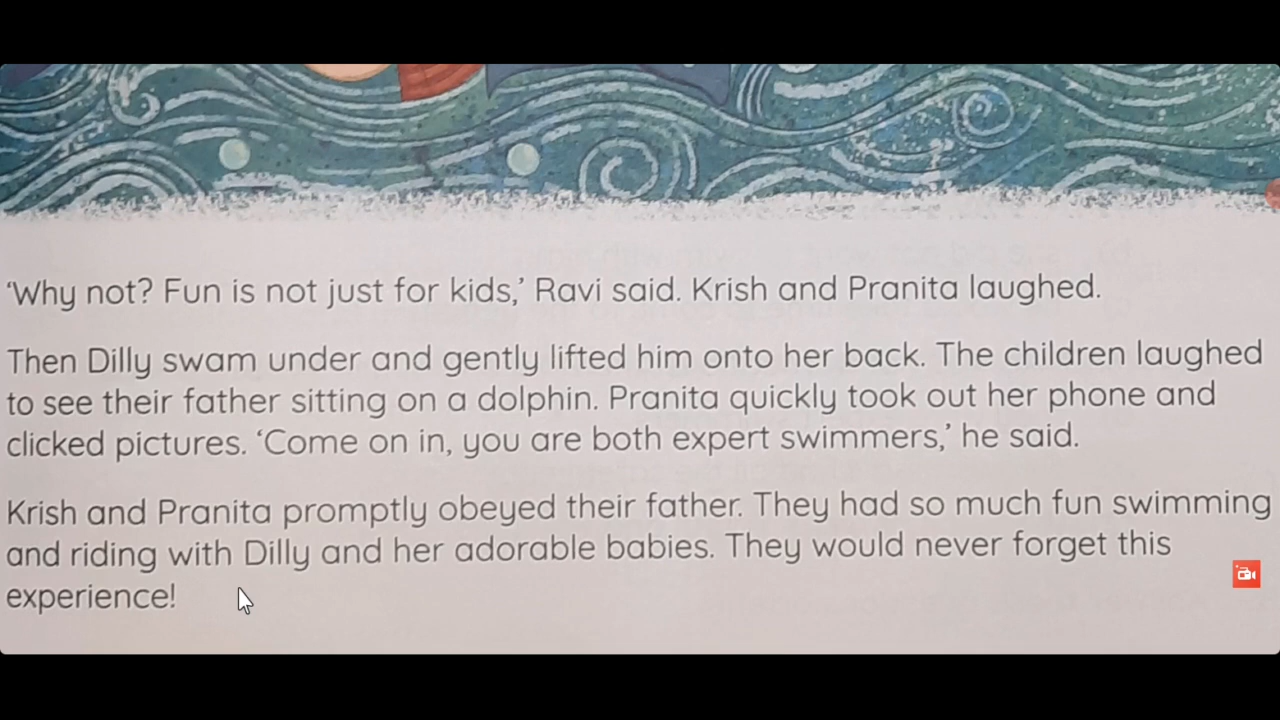 ‘Why not? Fun is not just for kids,’ Ravi said. Krish and Pranita laughed.
Then Dilly swam under and gently lifted him onto her back. The children laughed
to see their father sitting on a dolphin. Pranita quickly took out her phone and
clicked pictures. ‘Come on in, you are both expert swimmers,’ he said.
Krish and Pranita promptly obeyed their father. They had so much fun swimming
and riding with Dilly and her adorable babies. They would never forget this
experience!